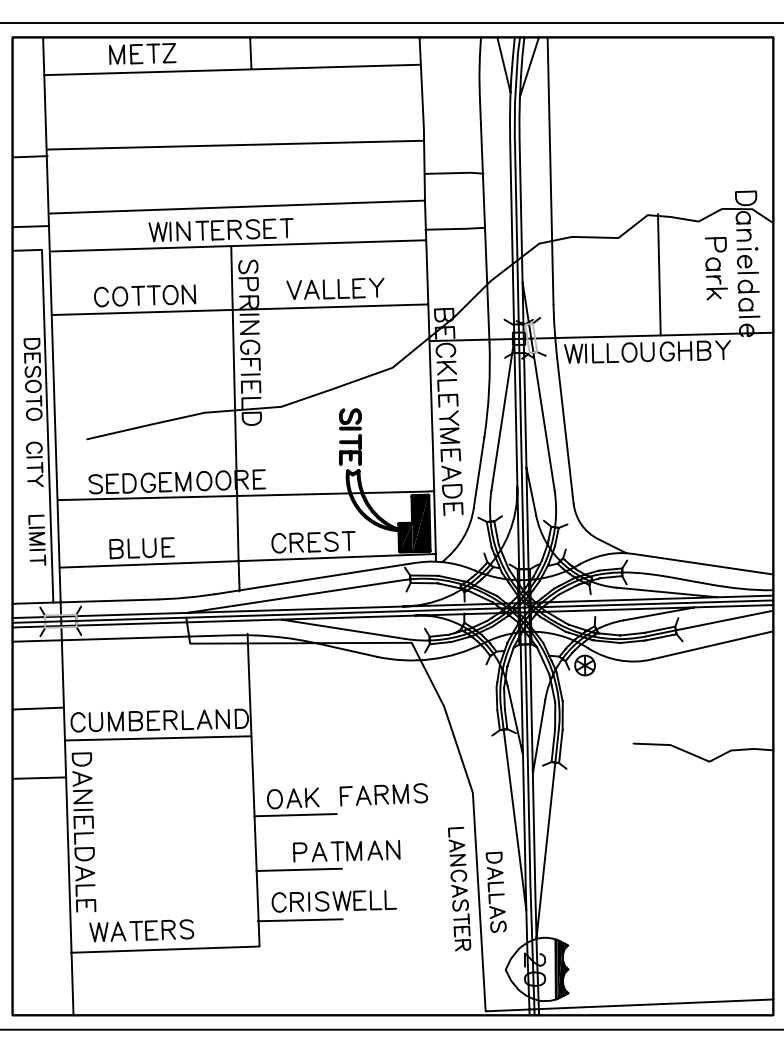 METZ
WINTERSET
COTTON VALLEY
SPRINGFIELD
BECKLEYMEADE
Danieldale
Park
WILLOUGHBY
DESOTO CITY LIMIT
SITE
SEDGEMOORE
BLUE CREST
CUMBERLAND
DANIELDALE
OAK FARMS
PATMAN
CRISWELL
WATERS
LANCASTER
DALLAS
20